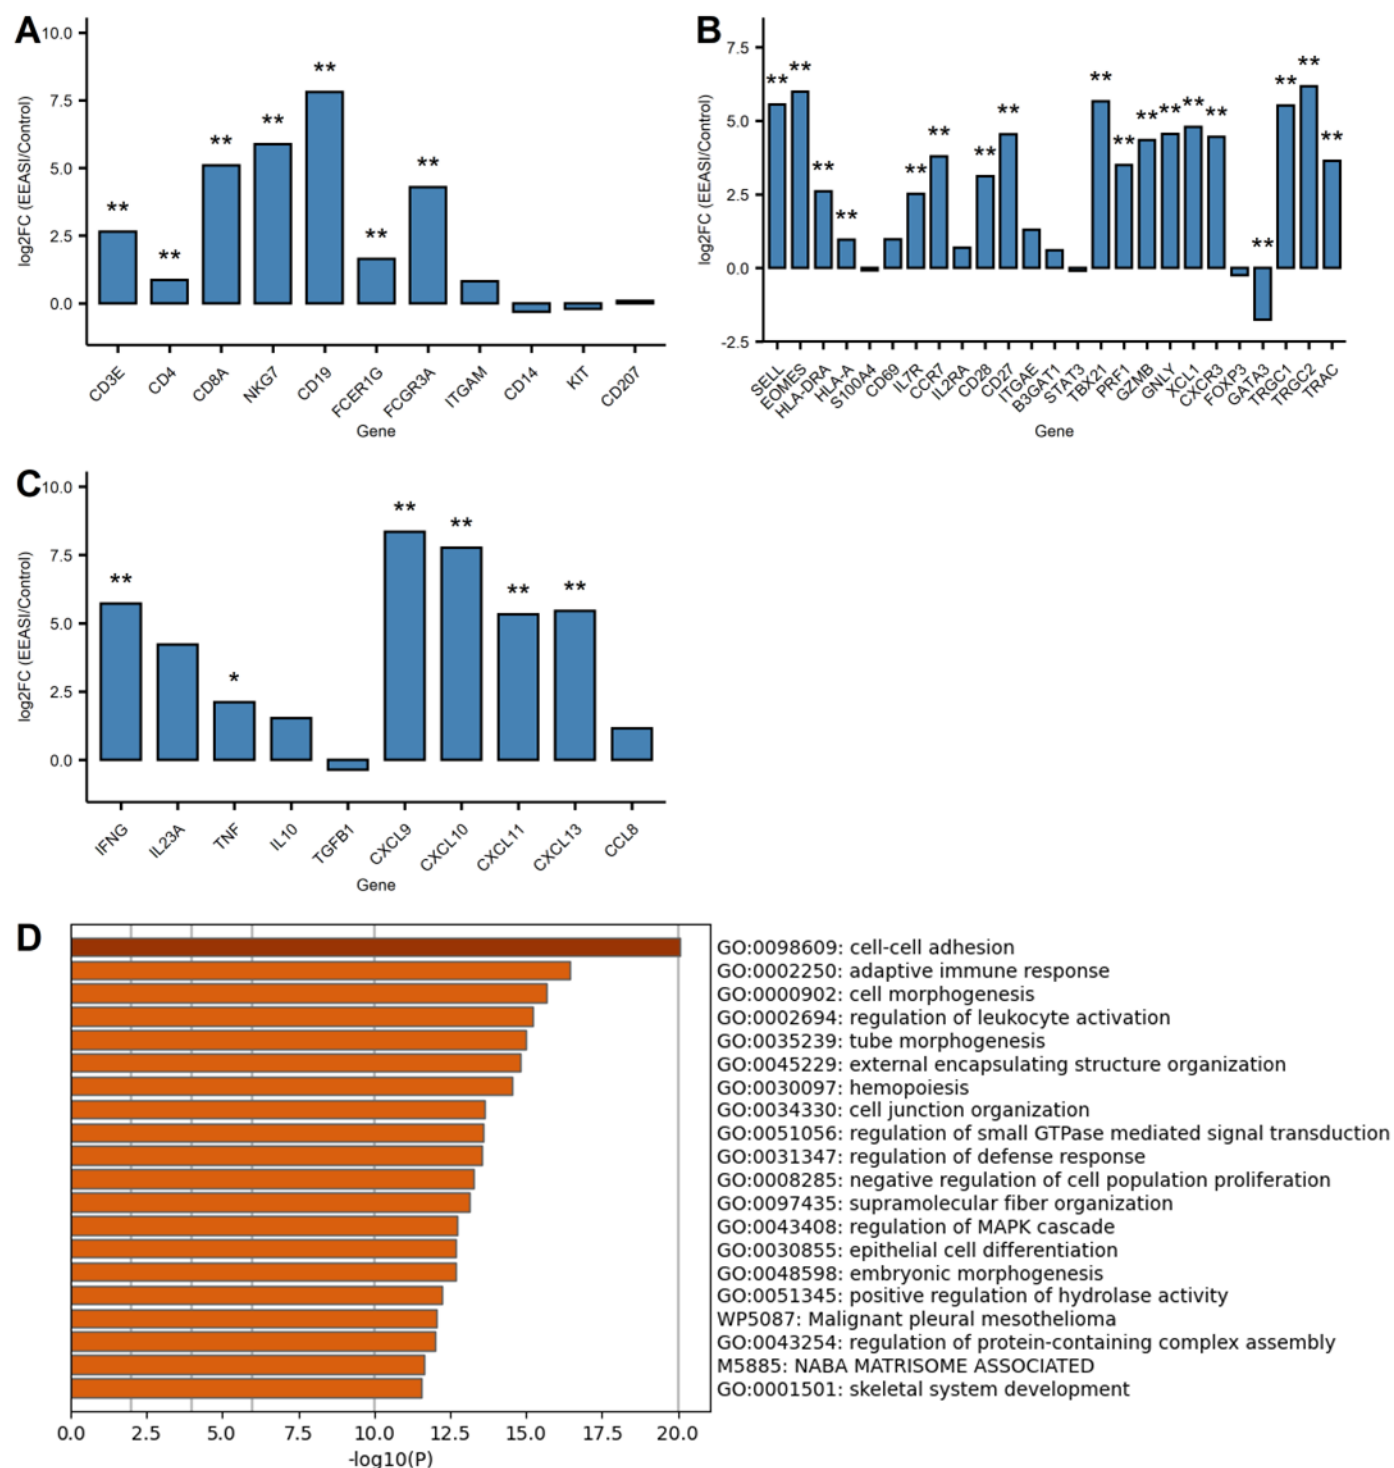 A
10.0
7.5
5.0
2.5
0.0
log2FC (EEASI/Control)
** ** ** ** ** ** **
CD3E CD4 CD8A NKG7 CD19 FCER1G FCGR3A ITGAM CD14 KIT CD207
Gene
B
7.5
5.0
2.5
0.0
-2.5
log2FC (EEASI/Control)
** ** ** ** ** ** ** ** ** ** ** ** ** ** ** ** ** ** **
SELL EOMES HLA-DRA HLA-A S100A4 CD69 IL7R CCR7 IL2RA CD28 CD27 ITGAE B3GAT1 STAT3 TBX21 PRF1 GZMB GNLY XCL1 CXCR3 FOXP3 GATA3 TRGC1 TRGC2 TRAC
Gene
C
10.0
7.5
5.0
2.5
0.0
log2FC (EEASI/Control)
** * ** ** ** **
IFNG IL23A TNF IL10 TGFB1 CXCL9 CXCL10 CXCL11 CXCL13 CCL8
Gene
D
GO:0098609: cell-cell adhesion
GO:0002250: adaptive immune response
GO:0000902: cell morphogenesis
GO:0002694: regulation of leukocyte activation
GO:0035239: tube morphogenesis
GO:0045229: external encapsulating structure organization
GO:0030097: hemopoiesis
GO:0034330: cell junction organization
GO:0051056: regulation of small GTPase mediated signal transduction
GO:0031347: regulation of defense response
GO:0008285: negative regulation of cell population proliferation
GO:0097435: supramolecular fiber organization
GO:0043408: regulation of MAPK cascade
GO:0030855: epithelial cell differentiation
GO:0048598: embryonic morphogenesis
GO:0051345: positive regulation of hydrolase activity
WP5087: Malignant pleural mesothelioma
GO:0043254: regulation of protein-containing complex assembly
M5885: NABA MATRISOME ASSOCIATED
GO:0001501: skeletal system development
0.0 2.5 5.0 7.5 10.0 12.5 15.0 17.5 20.0
-log10(P)